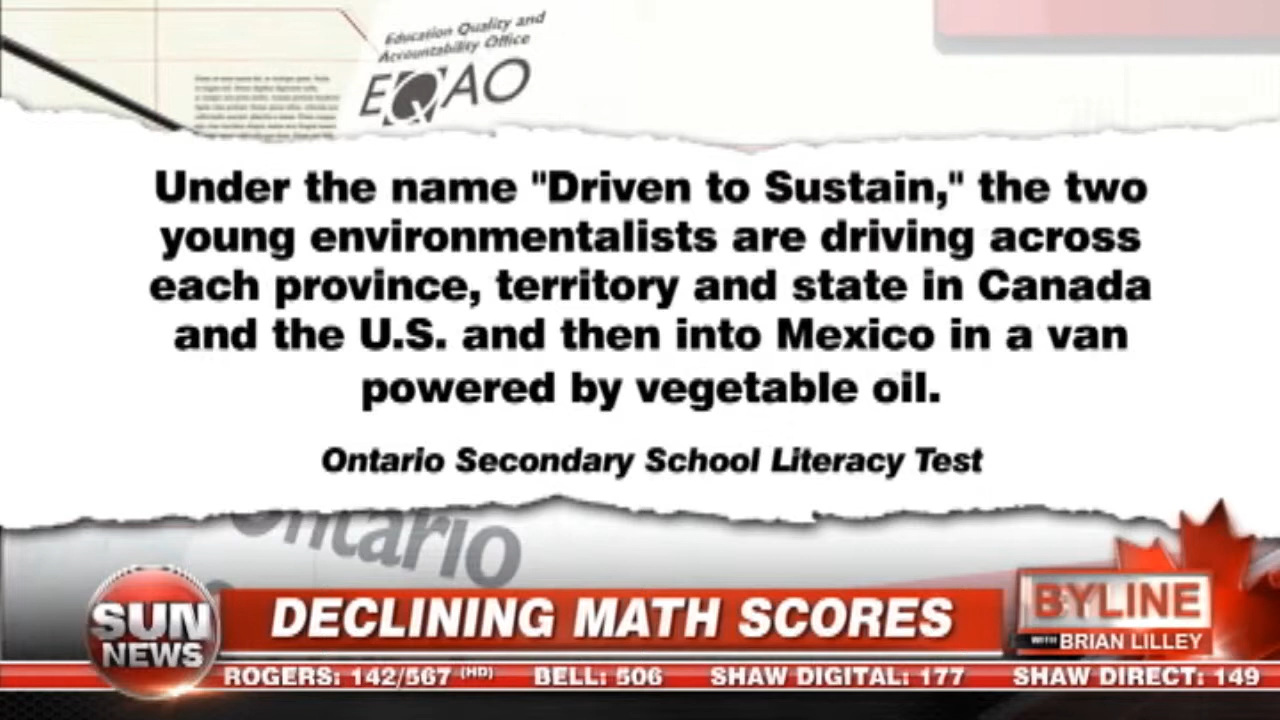 Education Quality and
Accountability Office
EQAO
Under the name "Driven to Sustain," the two
young environmentalists are driving across
each province, territory and state in Canada
and the U.S. and then into Mexico in a van
powered by vegetable oil.
Ontario Secondary School Literacy Test
Ontario
SUN
NEWS
DECLINING MATH SCORES
BYLINE
WITH BRIAN LILLEY
ROGERS: 142/567 (HD) BELL: 506 SHAW DIGITAL: 177 SHAW DIRECT: 149